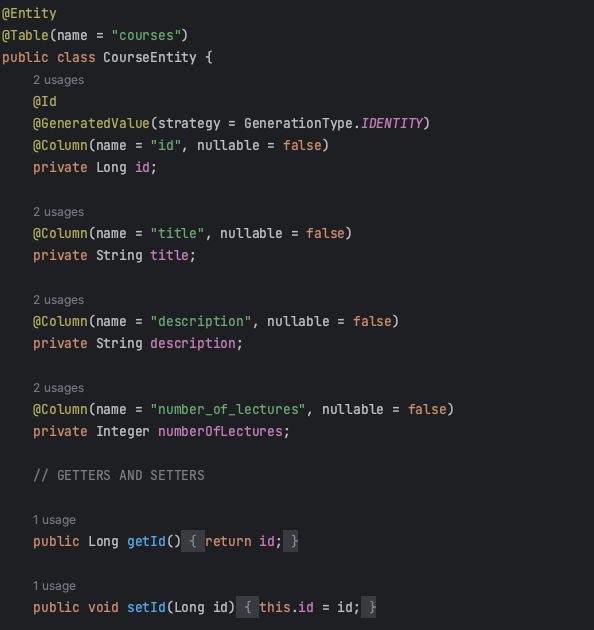 @Entity
@Table(name = "courses")
public class CourseEntity {
2 usages
@Id
@GeneratedValue(strategy = GenerationType.IDENTITY)
@Column(name = "id", nullable = false)
private Long id;
2 usages
@Column(name = "title", nullable = false)
private String title;
2 usages
@Column(name = "description", nullable = false)
private String description;
2 usages
@Column(name = "number_of_lectures", nullable = false)
private Integer numberOfLectures;
// GETTERS AND SETTERS
1 usage
public Long getId() { return id; }
1 usage
public void setId(Long id) { this.id = id; }